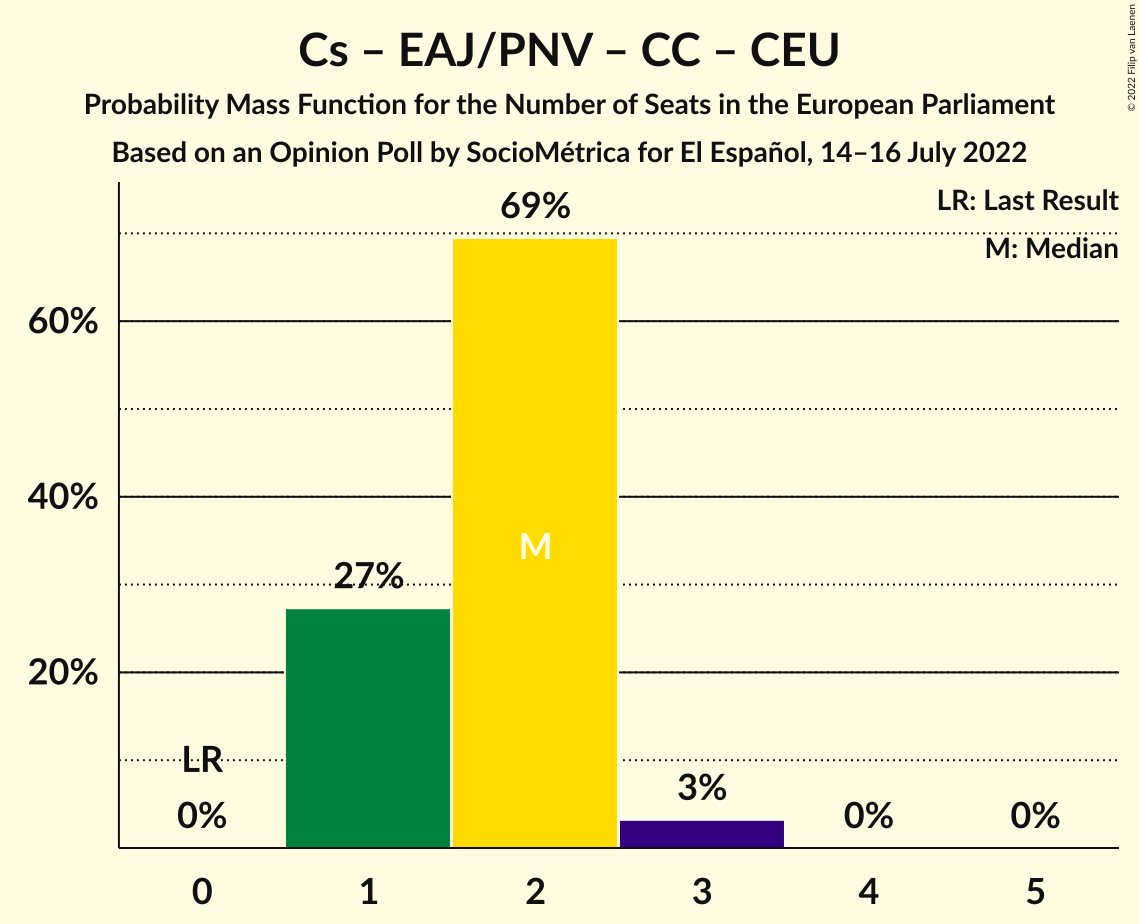 Cs – EAJ/PNV – CC – CEU
Probability Mass Function for the Number of Seats in the European Parliament
Based on an Opinion Poll by SocioMétrica for El Español, 14–16 July 2022
© 2022 Filip van Laenen
LR: Last Result
M: Median
69%
60%
40%
M
27%
20%
LR
0%
3%
0%
0%
0 1 2 3 4 5